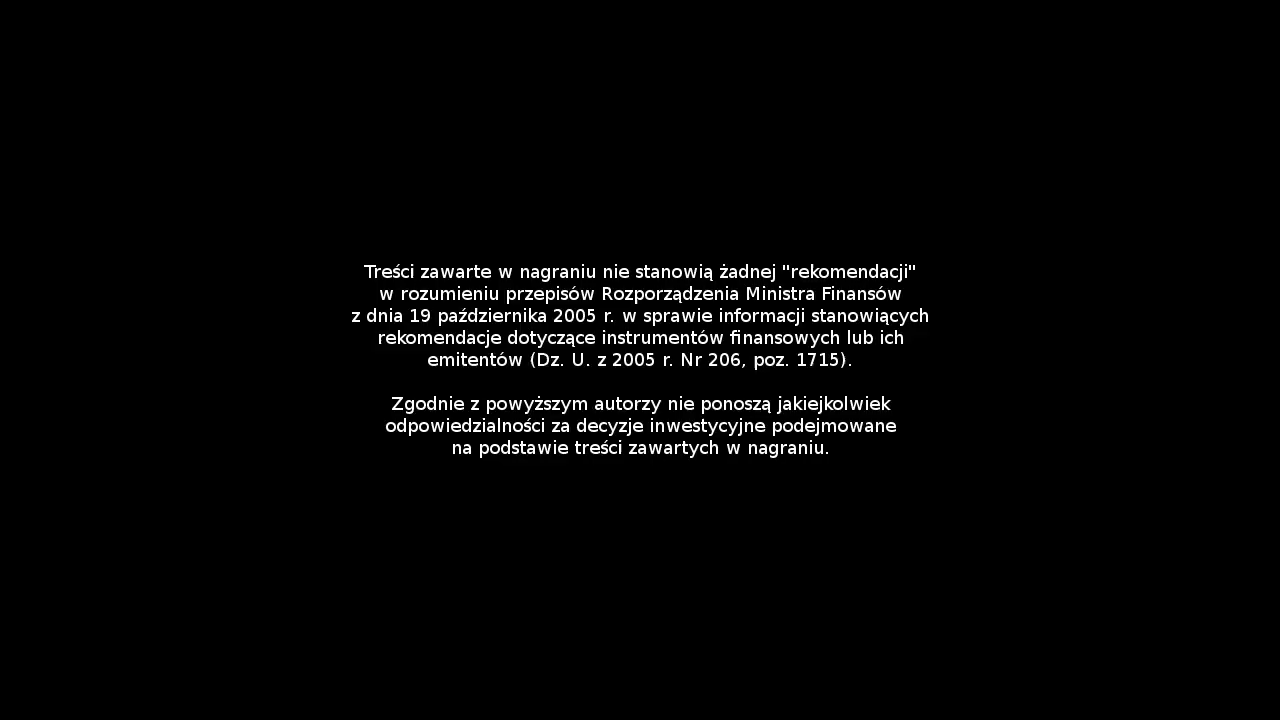 Treści zawarte w nagraniu nie stanowią żadnej "rekomendacji"
w rozumieniu przepisów Rozporządzenia Ministra Finansów
z dnia 19 października 2005 r. w sprawie informacji stanowiących
rekomendacje dotyczące instrumentów finansowych lub ich
emitentów (Dz. U. z 2005 r. Nr 206, poz. 1715).
Zgodnie z powyższym autorzy nie ponoszą jakiejkolwiek
odpowiedzialności za decyzje inwestycyjne podejmowane
na podstawie treści zawartych w nagraniu.